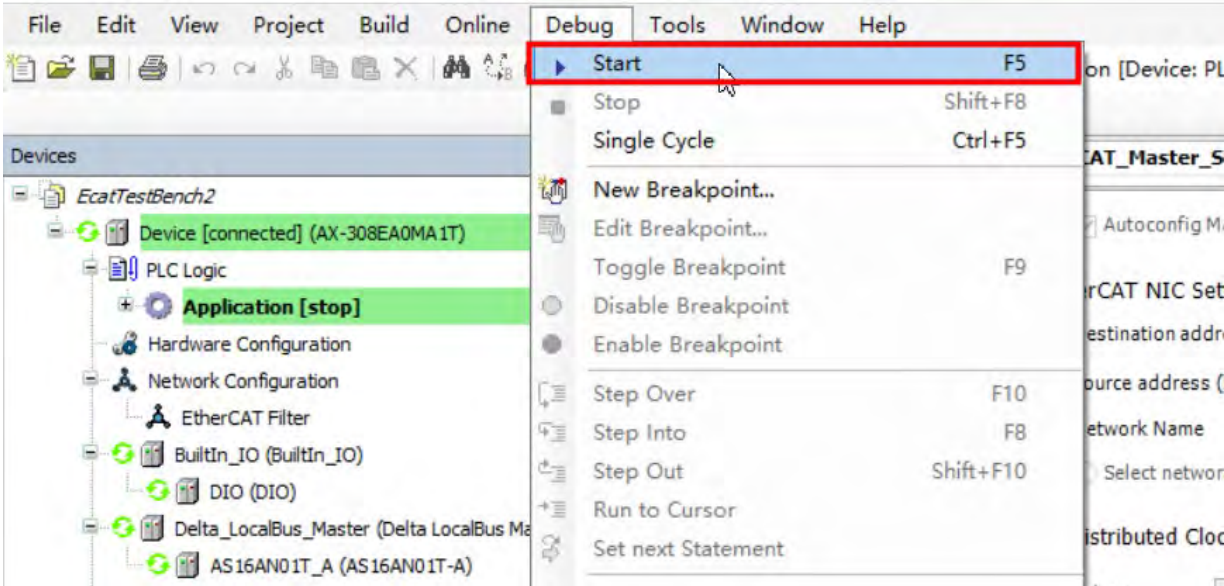 File Edit View Project Build Online Debug Tools Window Help
Start F5
on [Device: PL
Stop Shift+F8
Single Cycle Ctrl+F5
Devices
CAT_Master_S
EcatTestBench2
New Breakpoint...
Device [connected] (AX-308EA0MA1T)
Edit Breakpoint...
Autoconfig Ma
PLC Logic
Toggle Breakpoint F9
rCAT NIC Set
Application [stop]
Disable Breakpoint
estination addre
Hardware Configuration
Enable Breakpoint
Network Configuration
ource address (
Step Over F10
EtherCAT Filter
Step Into F8
etwork Name
BuiltIn_IO (BuiltIn_IO)
Step Out Shift+F10
Select networ
DIO (DIO)
Run to Cursor
Delta_LocalBus_Master (Delta LocalBus Ma
istributed Cloc
Set next Statement
AS16AN01T_A (AS16AN01T-A)